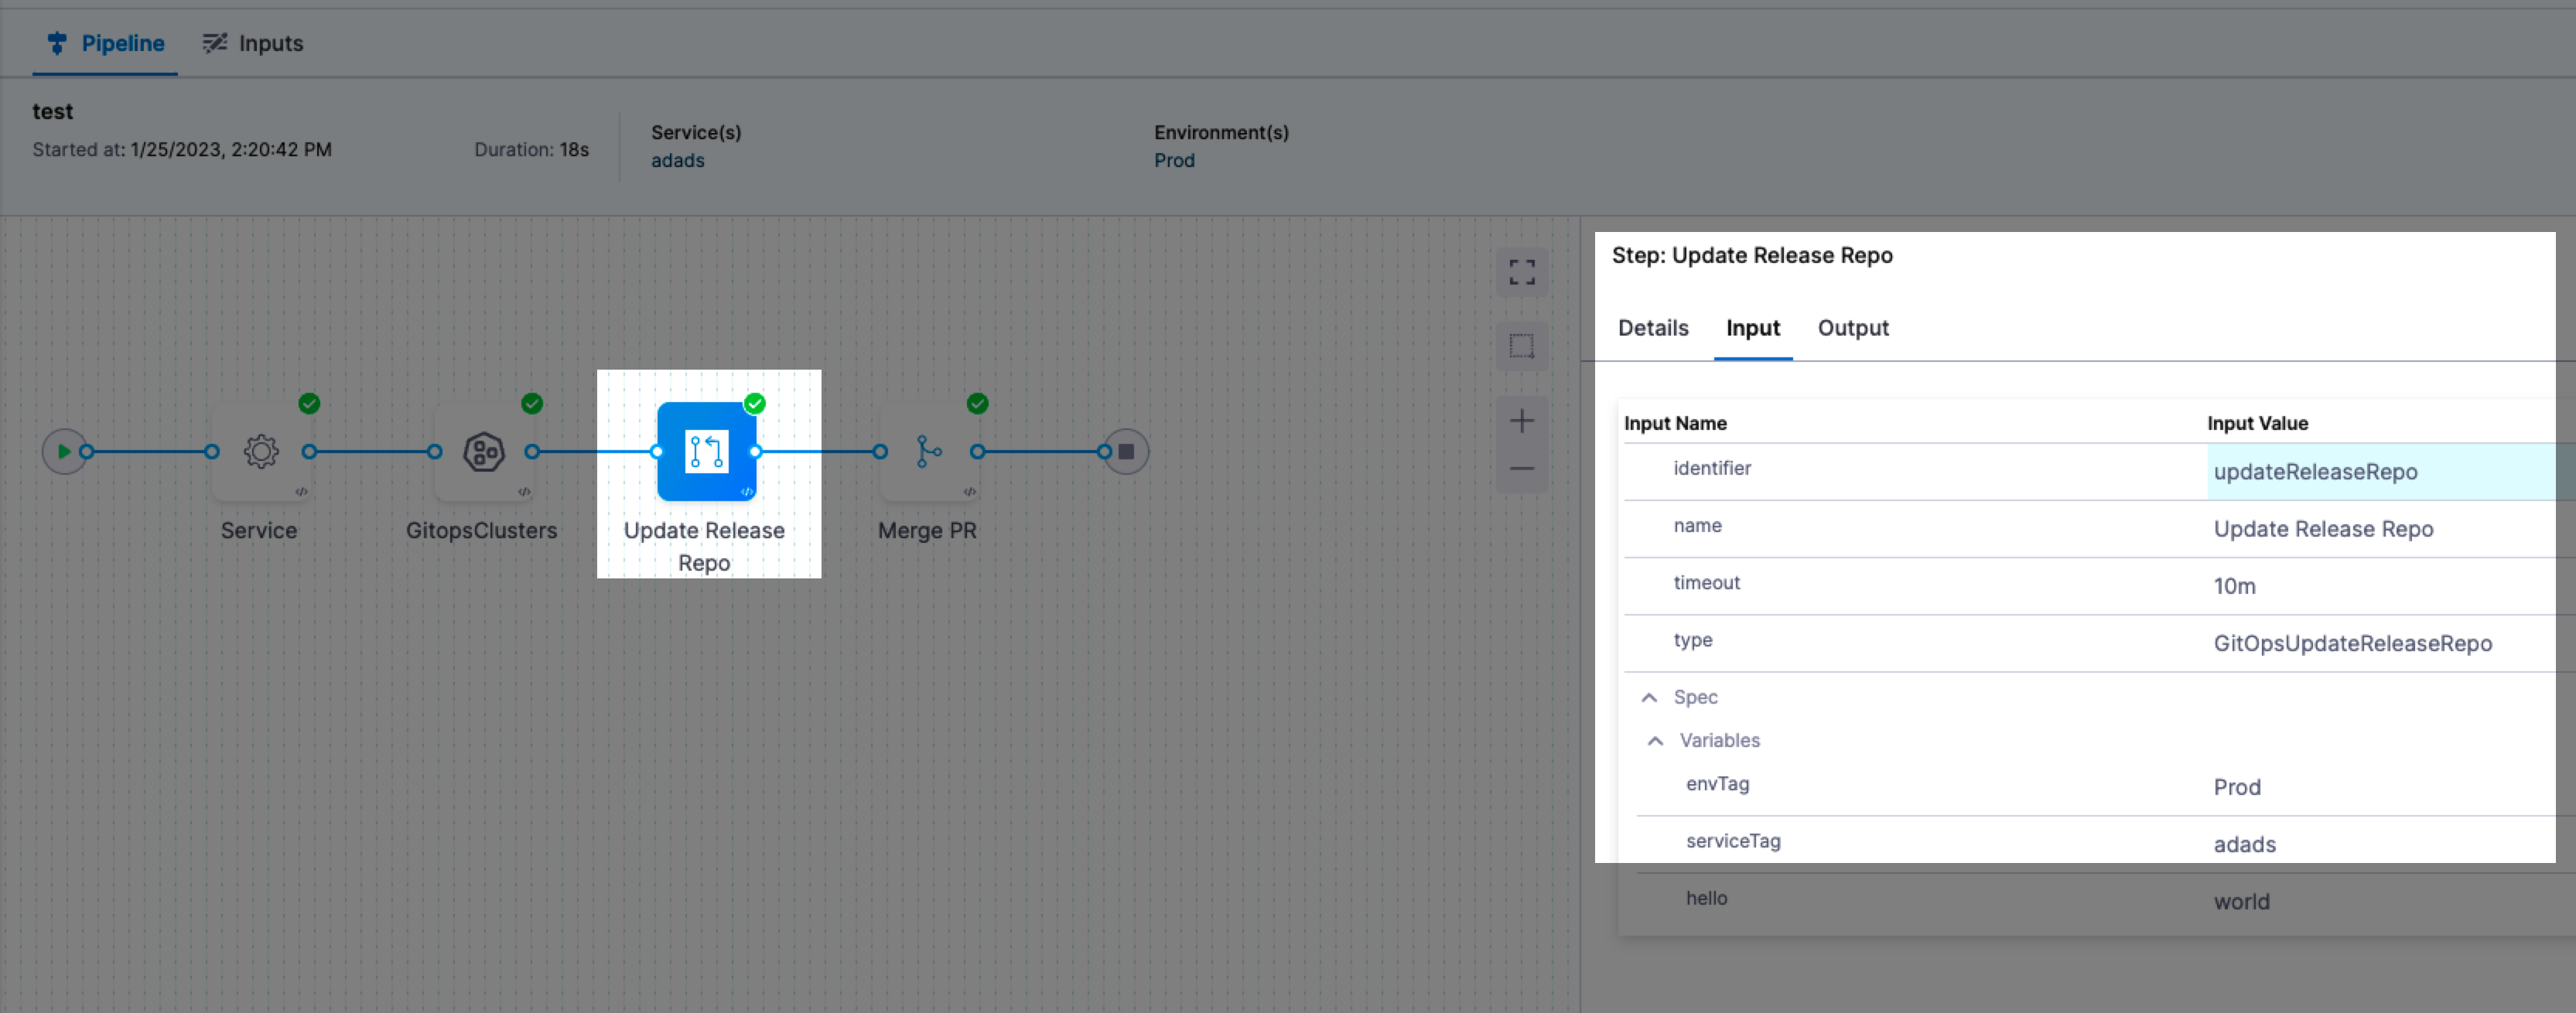 Pipeline Inputs
test
Started at: 1/25/2023, 2:20:42 PM Duration: 18s
Service(s)
adads
Environment(s)
Prod
Service
GitopsClusters
Update Release
Repo
Merge PR
Step: Update Release Repo
Details Input Output
Input Name Input Value
identifier updateReleaseRepo
name Update Release Repo
timeout 10m
type GitOpsUpdateReleaseRepo
Spec
Variables
envTag Prod
serviceTag adads
hello world